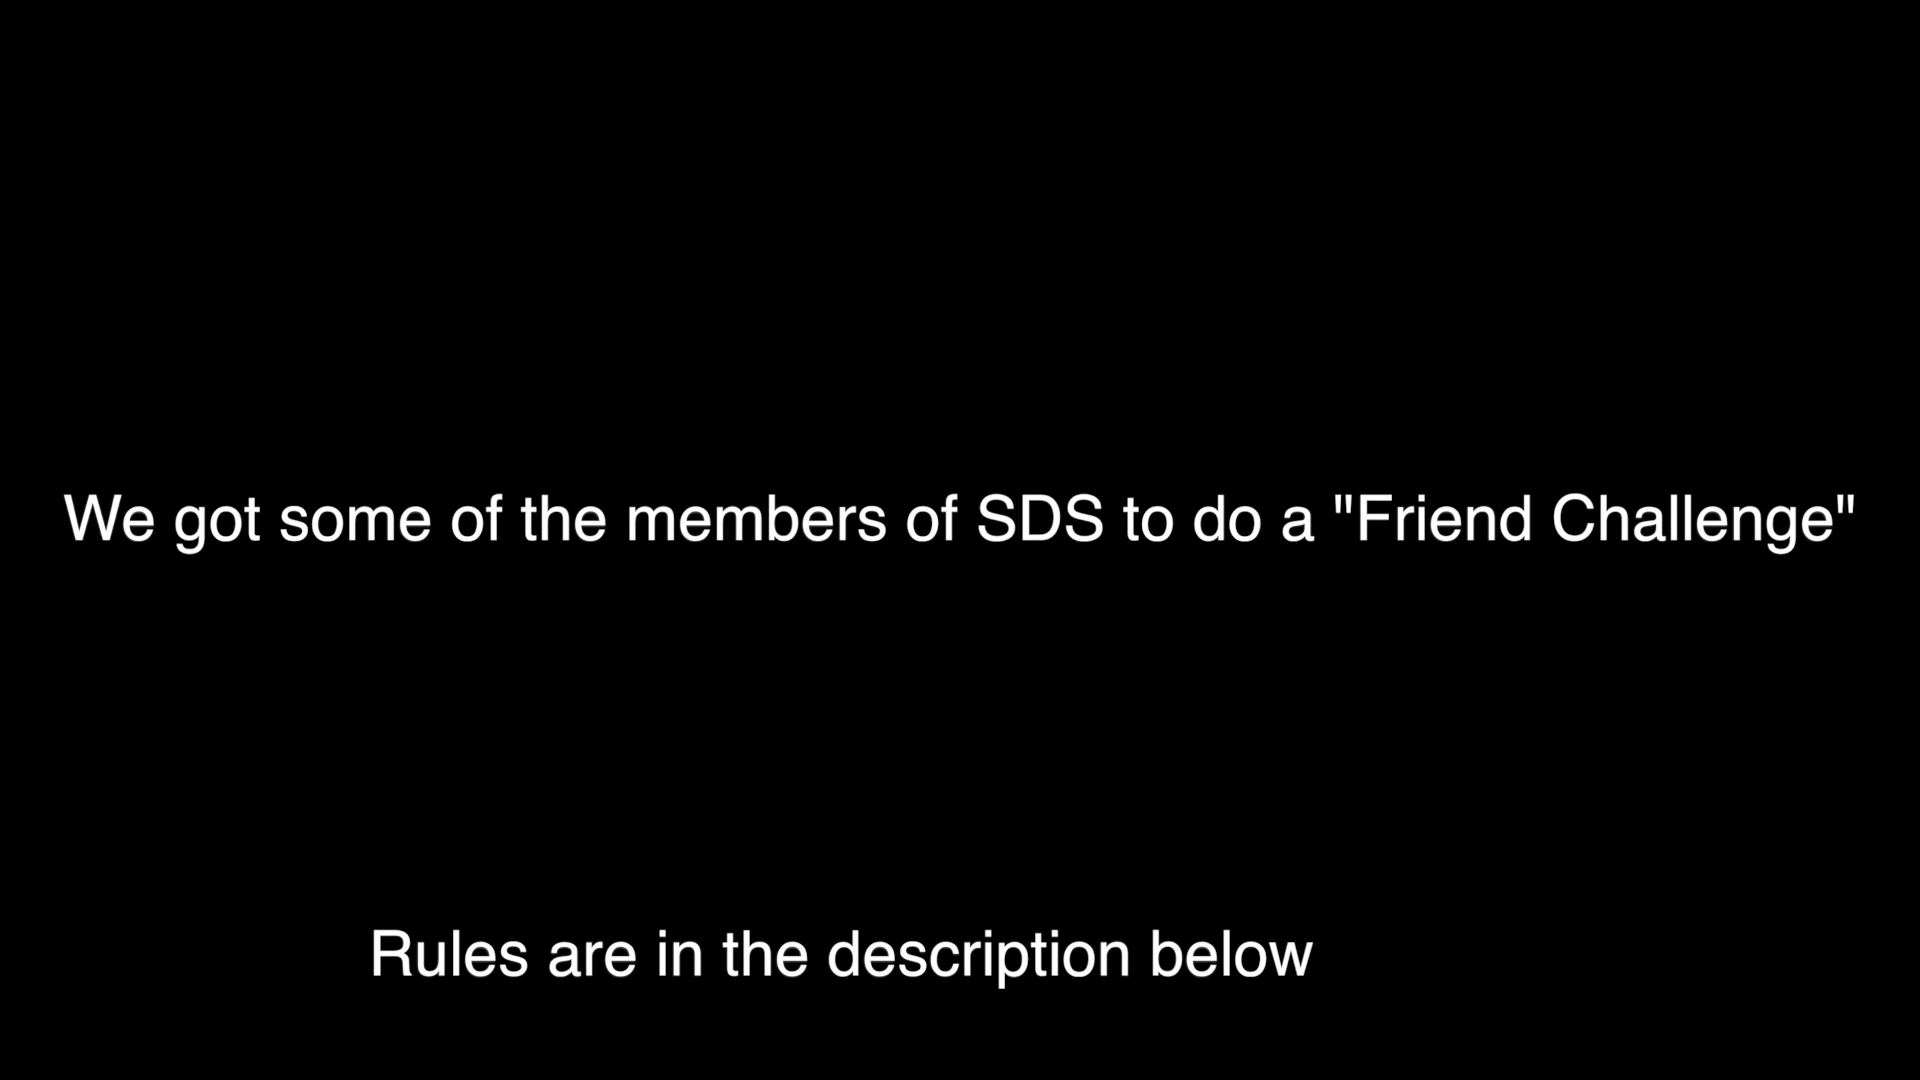 We got some of the members of SDS to do a "Friend Challenge"
Rules are in the description below